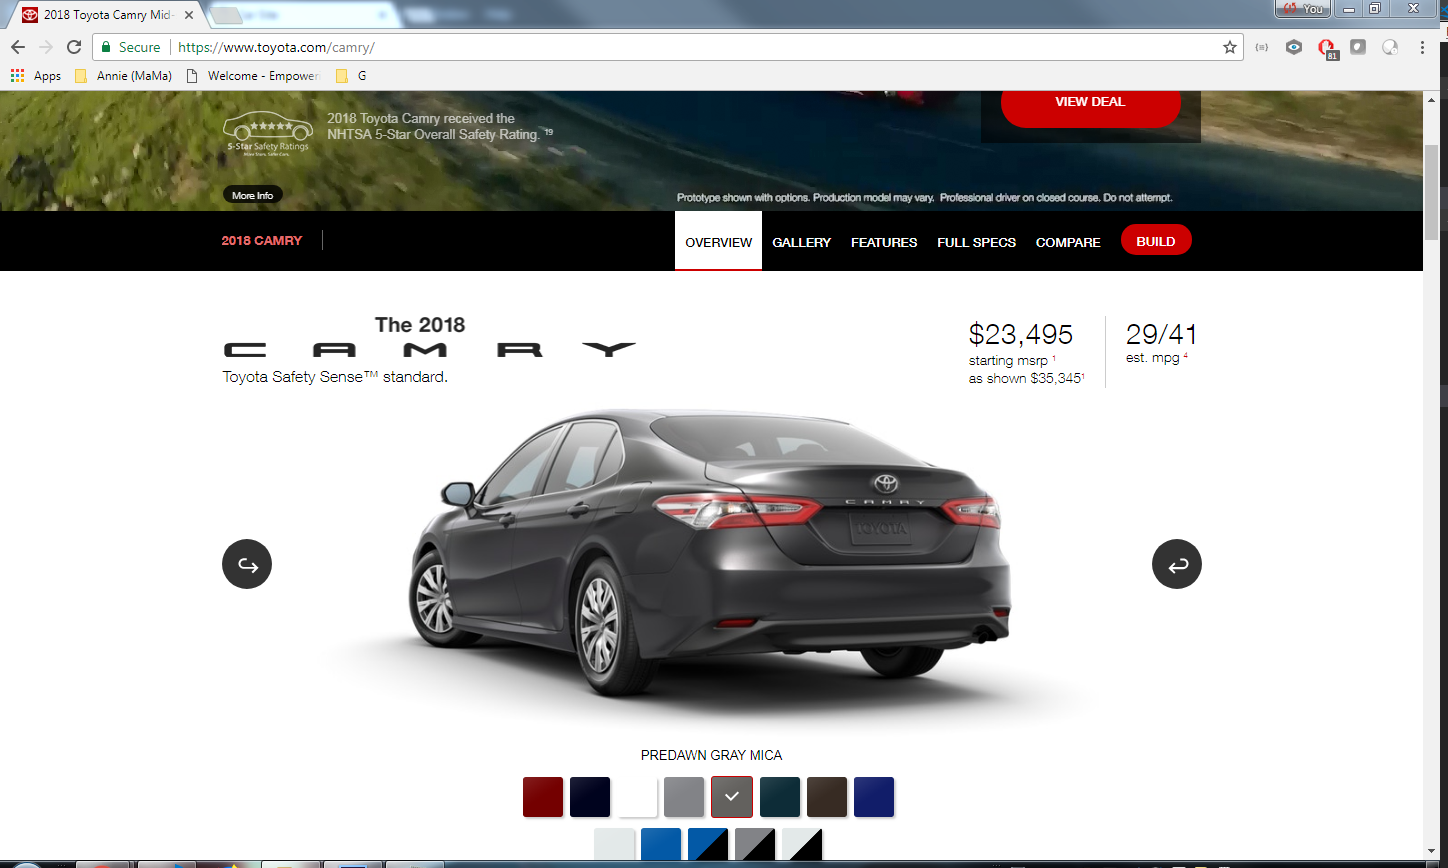 2018 Toyota Camry Mid-
You
Secure
https://www.toyota.com/camry/
81
Apps
Annie (MaMa)
Welcome - Empower
G
2018 Toyota Camry received the
NHTSA 5-Star Overall Safety Rating. 19
5-Star Safety Ratings
More Stars. Safer Cars.
VIEW DEAL
More Info
Prototype shown with options. Production model may vary. Professional driver on closed course. Do not attempt.
2018 CAMRY
OVERVIEW
GALLERY
FEATURES
FULL SPECS
COMPARE
BUILD
The 2018
CAMRY
Toyota Safety Sense™ standard.
$23,495
starting msrp 1
as shown $35,345 1
29/41
est. mpg 4
CAMRY
TOYOTA
PREDAWN GRAY MICA